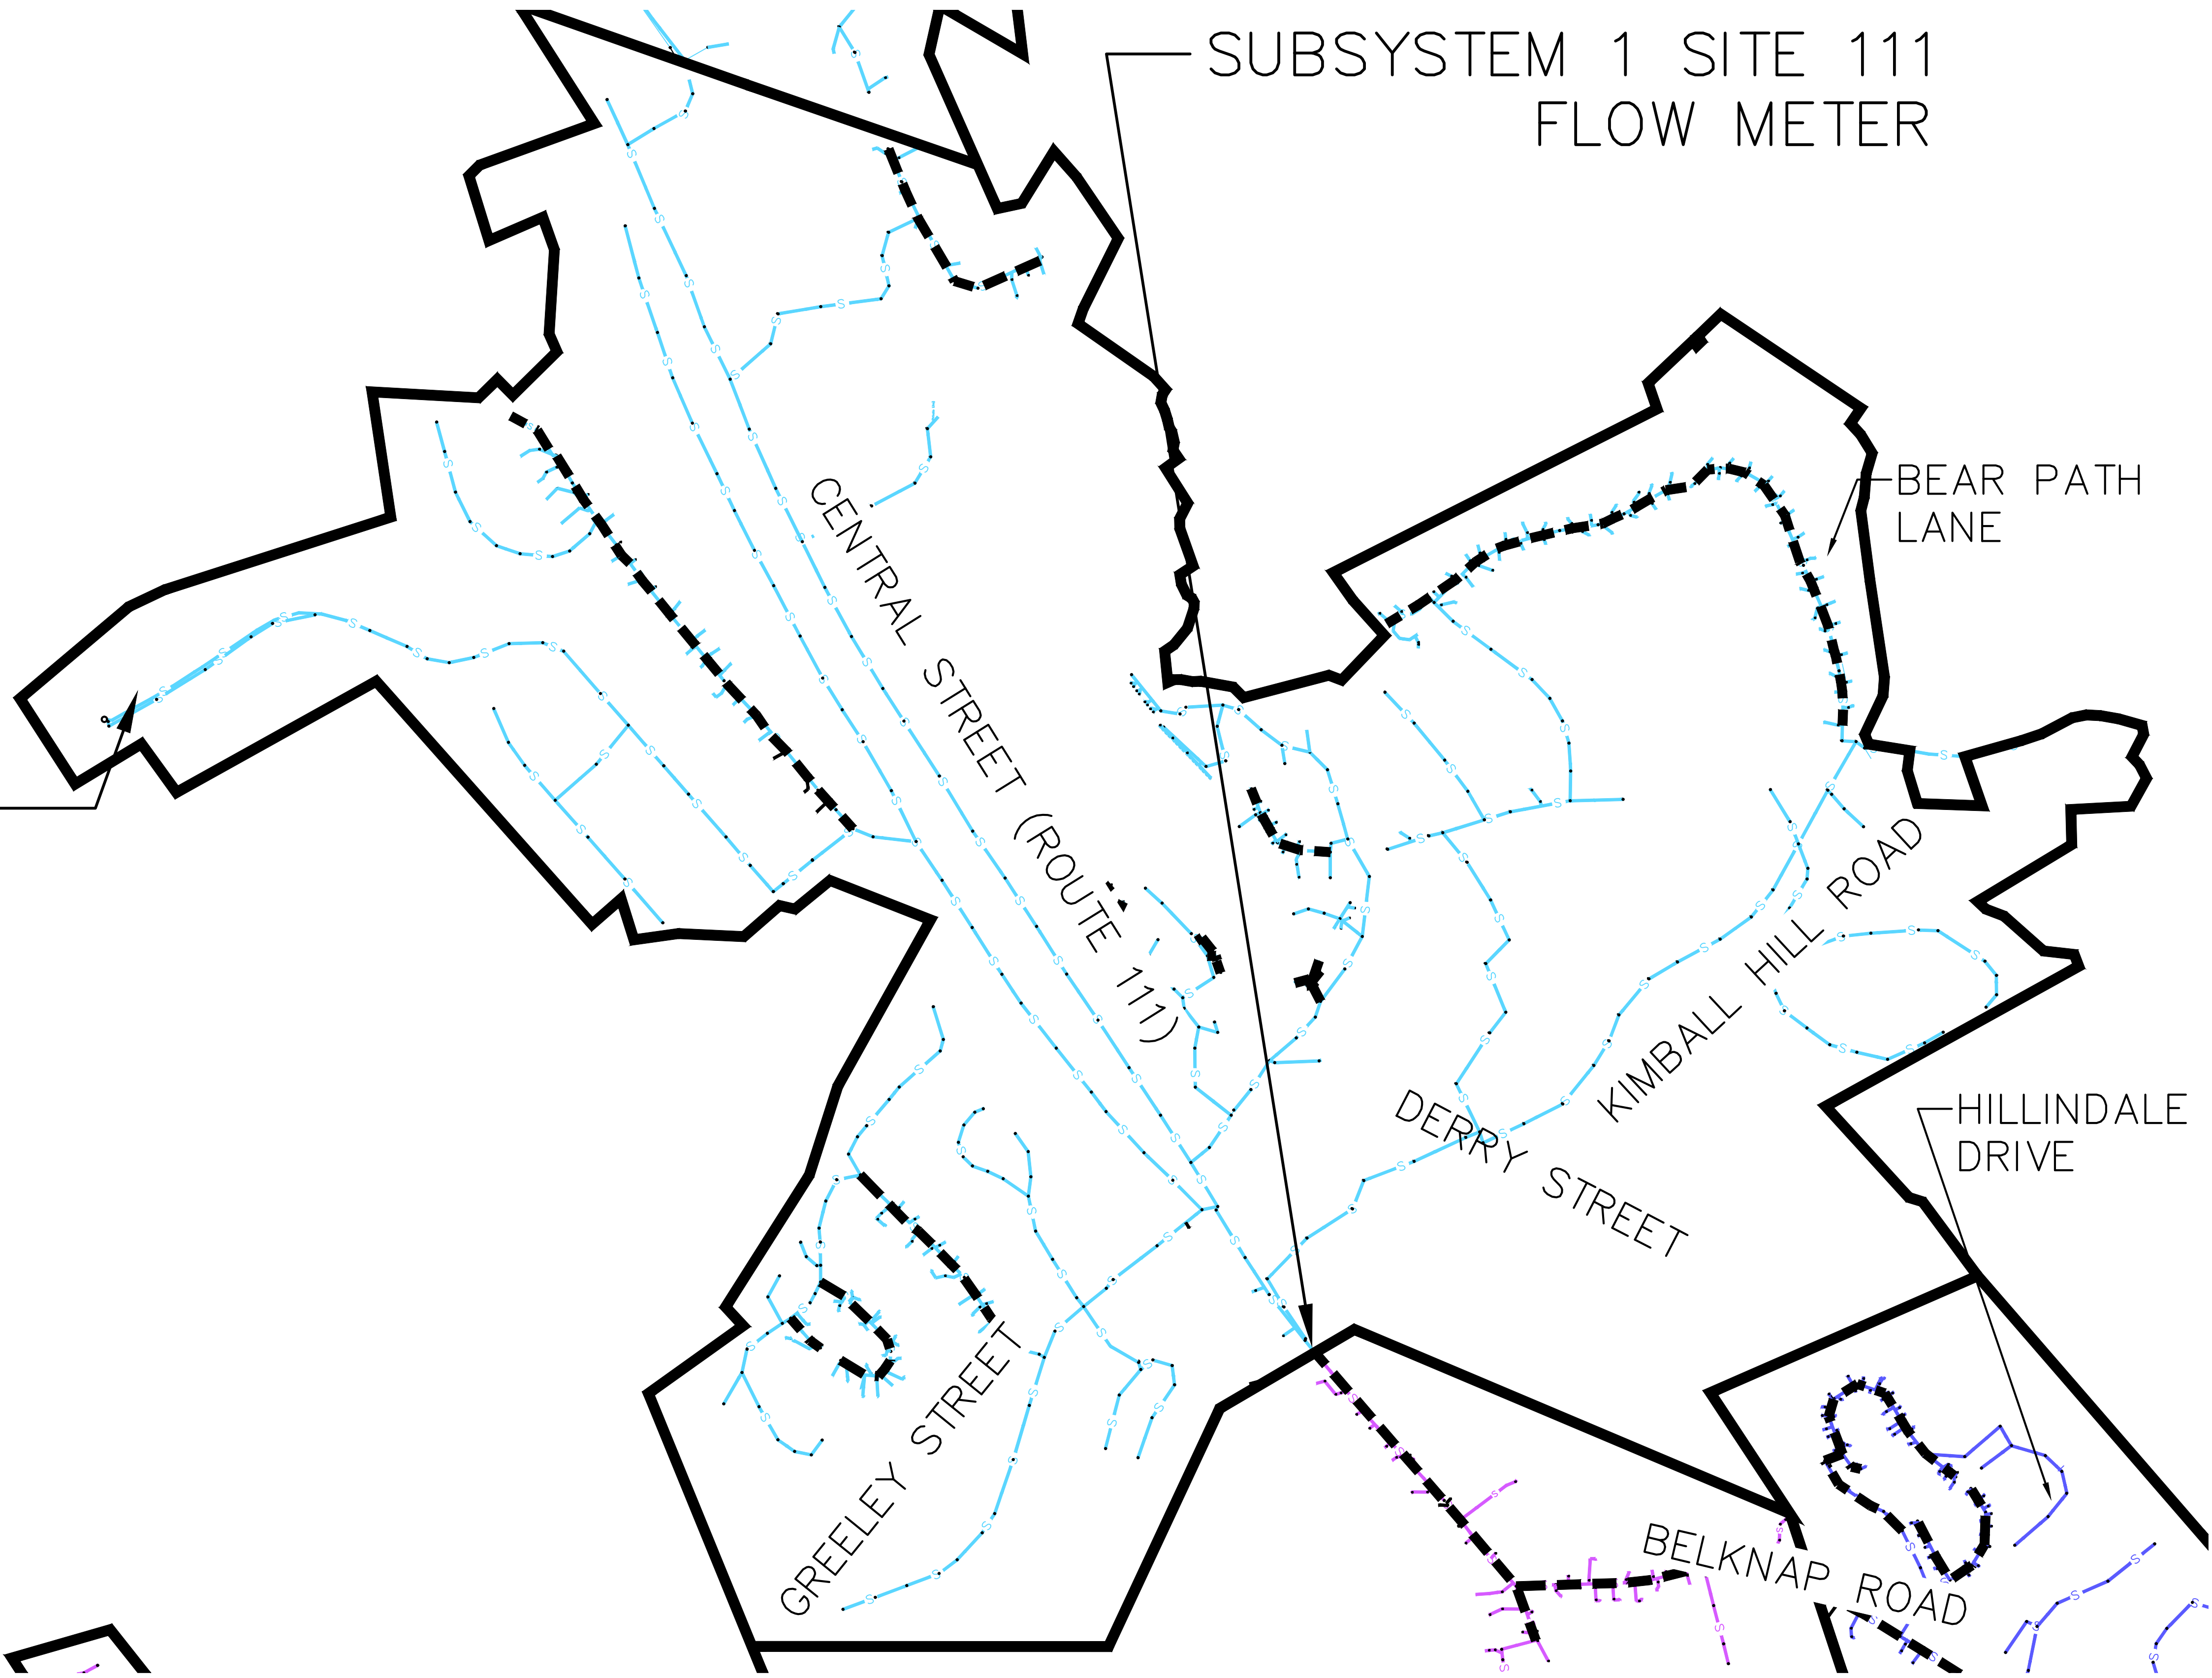 SUBSYSTEM 1 SITE 111
FLOW METER
BEAR PATH
LANE
CENTRAL STREET (ROUTE 111)
KIMBALL HILL ROAD
DERRY STREET
HILLINDALE
DRIVE
GREELEY STREET
BELKNAP ROAD